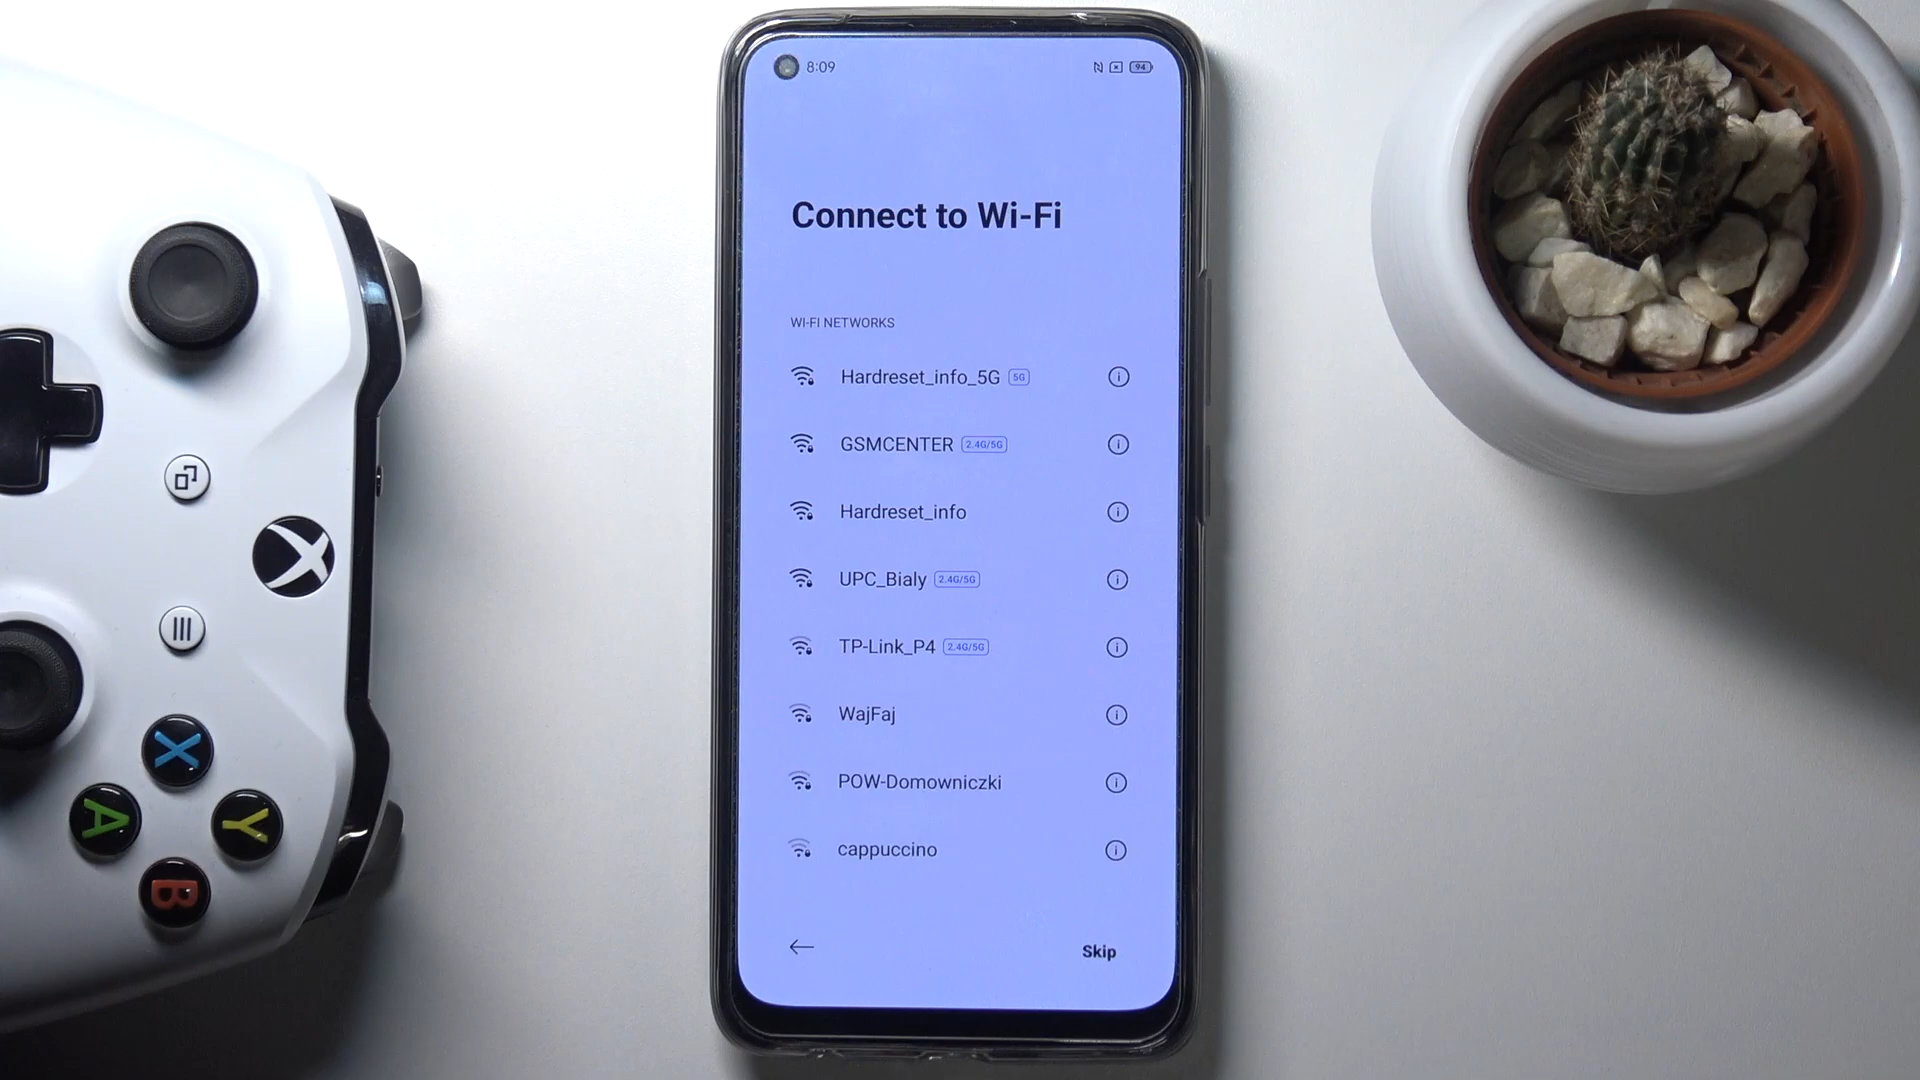 8:09
94
Connect to Wi-Fi
WI-FI NETWORKS
Hardreset_info_5G 5G
GSMCENTER 2.4G/5G
Hardreset_info
UPC_Bialy 2.4G/5G
TP-Link_P4 2.4G/5G
WajFaj
POW-Domowniczki
cappuccino
Skip
X
A
Y
B